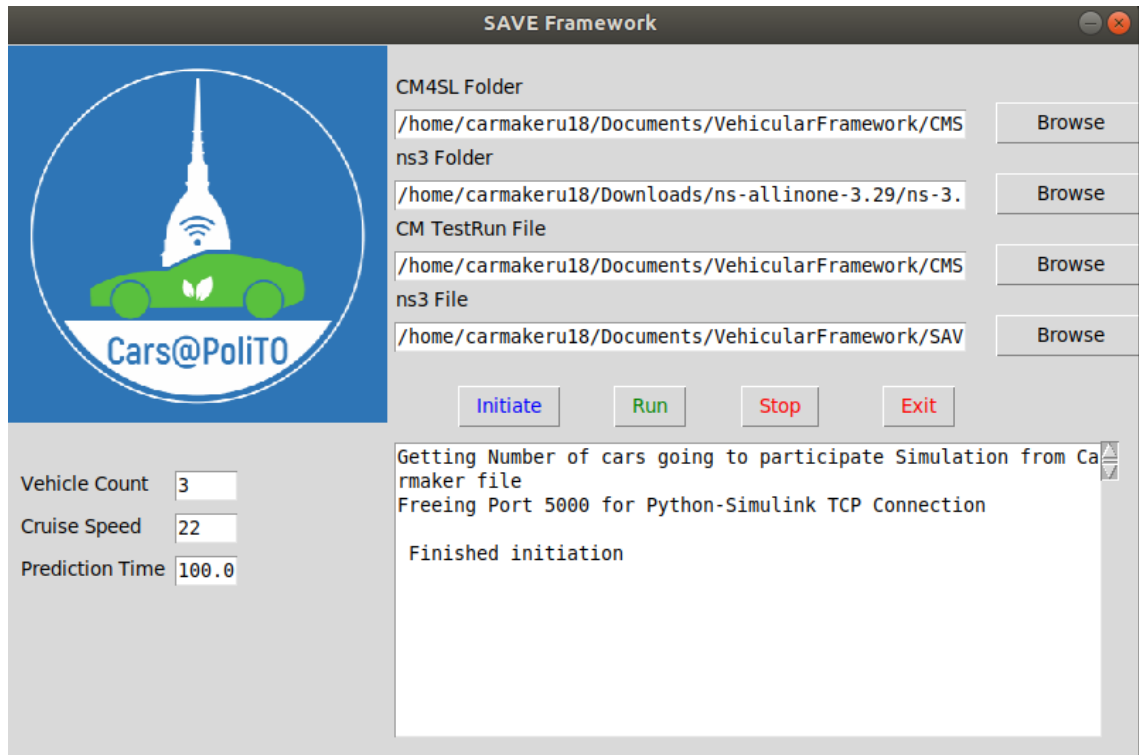 SAVE Framework
CM4SL Folder
/home/carmakeru18/Documents/VehicularFramework/CMS
Browse
ns3 Folder
/home/carmakeru18/Downloads/ns-allinone-3.29/ns-3.
Browse
CM TestRun File
/home/carmakeru18/Documents/VehicularFramework/CMS
Browse
ns3 File
/home/carmakeru18/Documents/VehicularFramework/SAV
Browse
Cars@PoliTO
Initiate Run Stop Exit
Vehicle Count 3
Cruise Speed 22
Prediction Time 100.0
Getting Number of cars going to participate Simulation from Ca
rmaker file
Freeing Port 5000 for Python-Simulink TCP Connection
Finished initiation